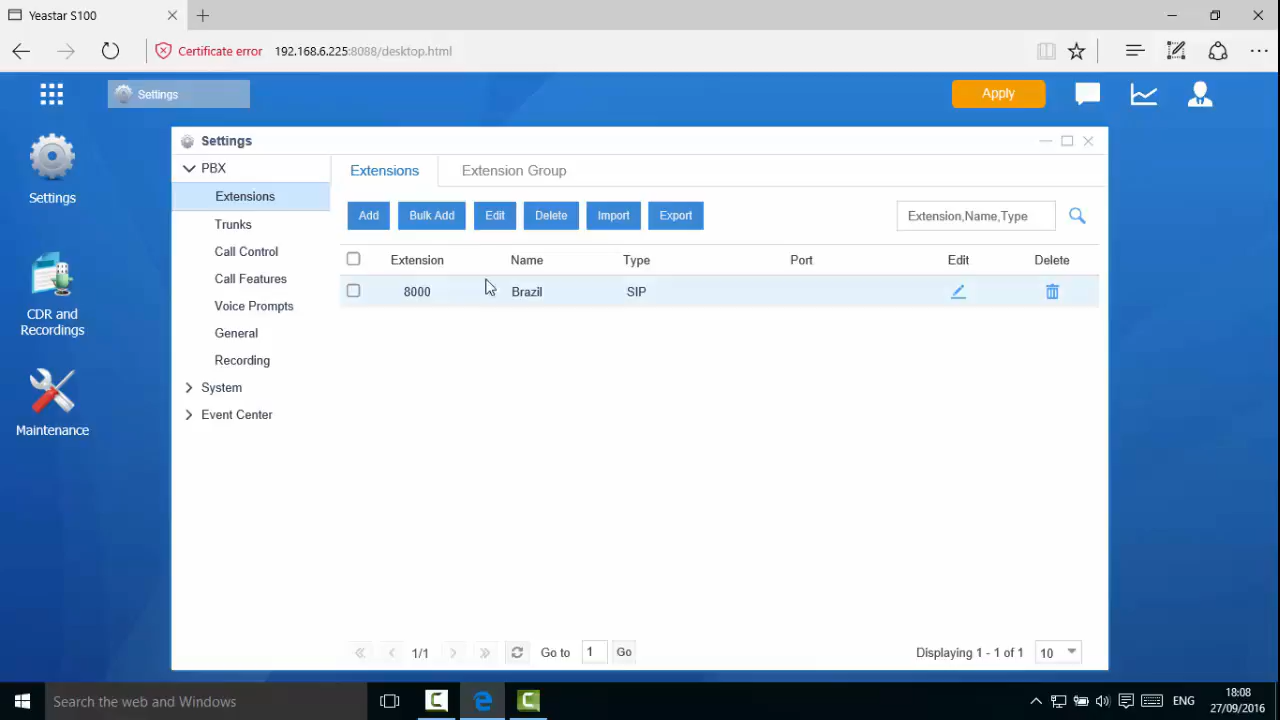 Yeastar S100
Certificate error 192.168.6.225:8088/desktop.html
Settings
Apply
Settings
CDR and
Recordings
Maintenance
Settings
PBX
Extensions
Trunks
Call Control
Call Features
Voice Prompts
General
Recording
System
Event Center
Extensions Extension Group
Add Bulk Add Edit Delete Import Export Extension,Name,Type
Extension Name Type Port Edit Delete
8000 Brazil SIP
1/1 Go to 1 Go Displaying 1 - 1 of 1 10
Search the web and Windows
ENG
18:08
27/09/2016